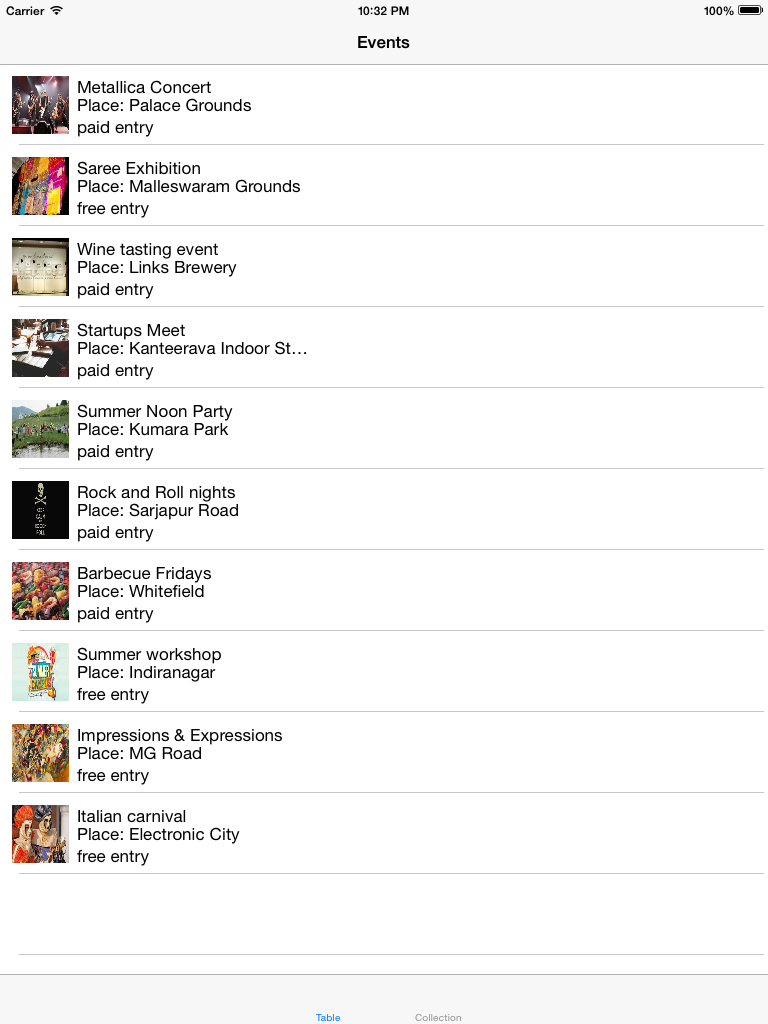 Carrier 10:32 PM 100%
Events
Metallica Concert
Place: Palace Grounds
paid entry
Saree Exhibition
Place: Malleswaram Grounds
free entry
Wine tasting event
Place: Links Brewery
paid entry
Startups Meet
Place: Kanteerava Indoor St…
paid entry
Summer Noon Party
Place: Kumara Park
paid entry
Rock and Roll nights
Place: Sarjapur Road
paid entry
Barbecue Fridays
Place: Whitefield
paid entry
Summer workshop
Place: Indiranagar
free entry
Impressions & Expressions
Place: MG Road
free entry
Italian carnival
Place: Electronic City
free entry
Table Collection